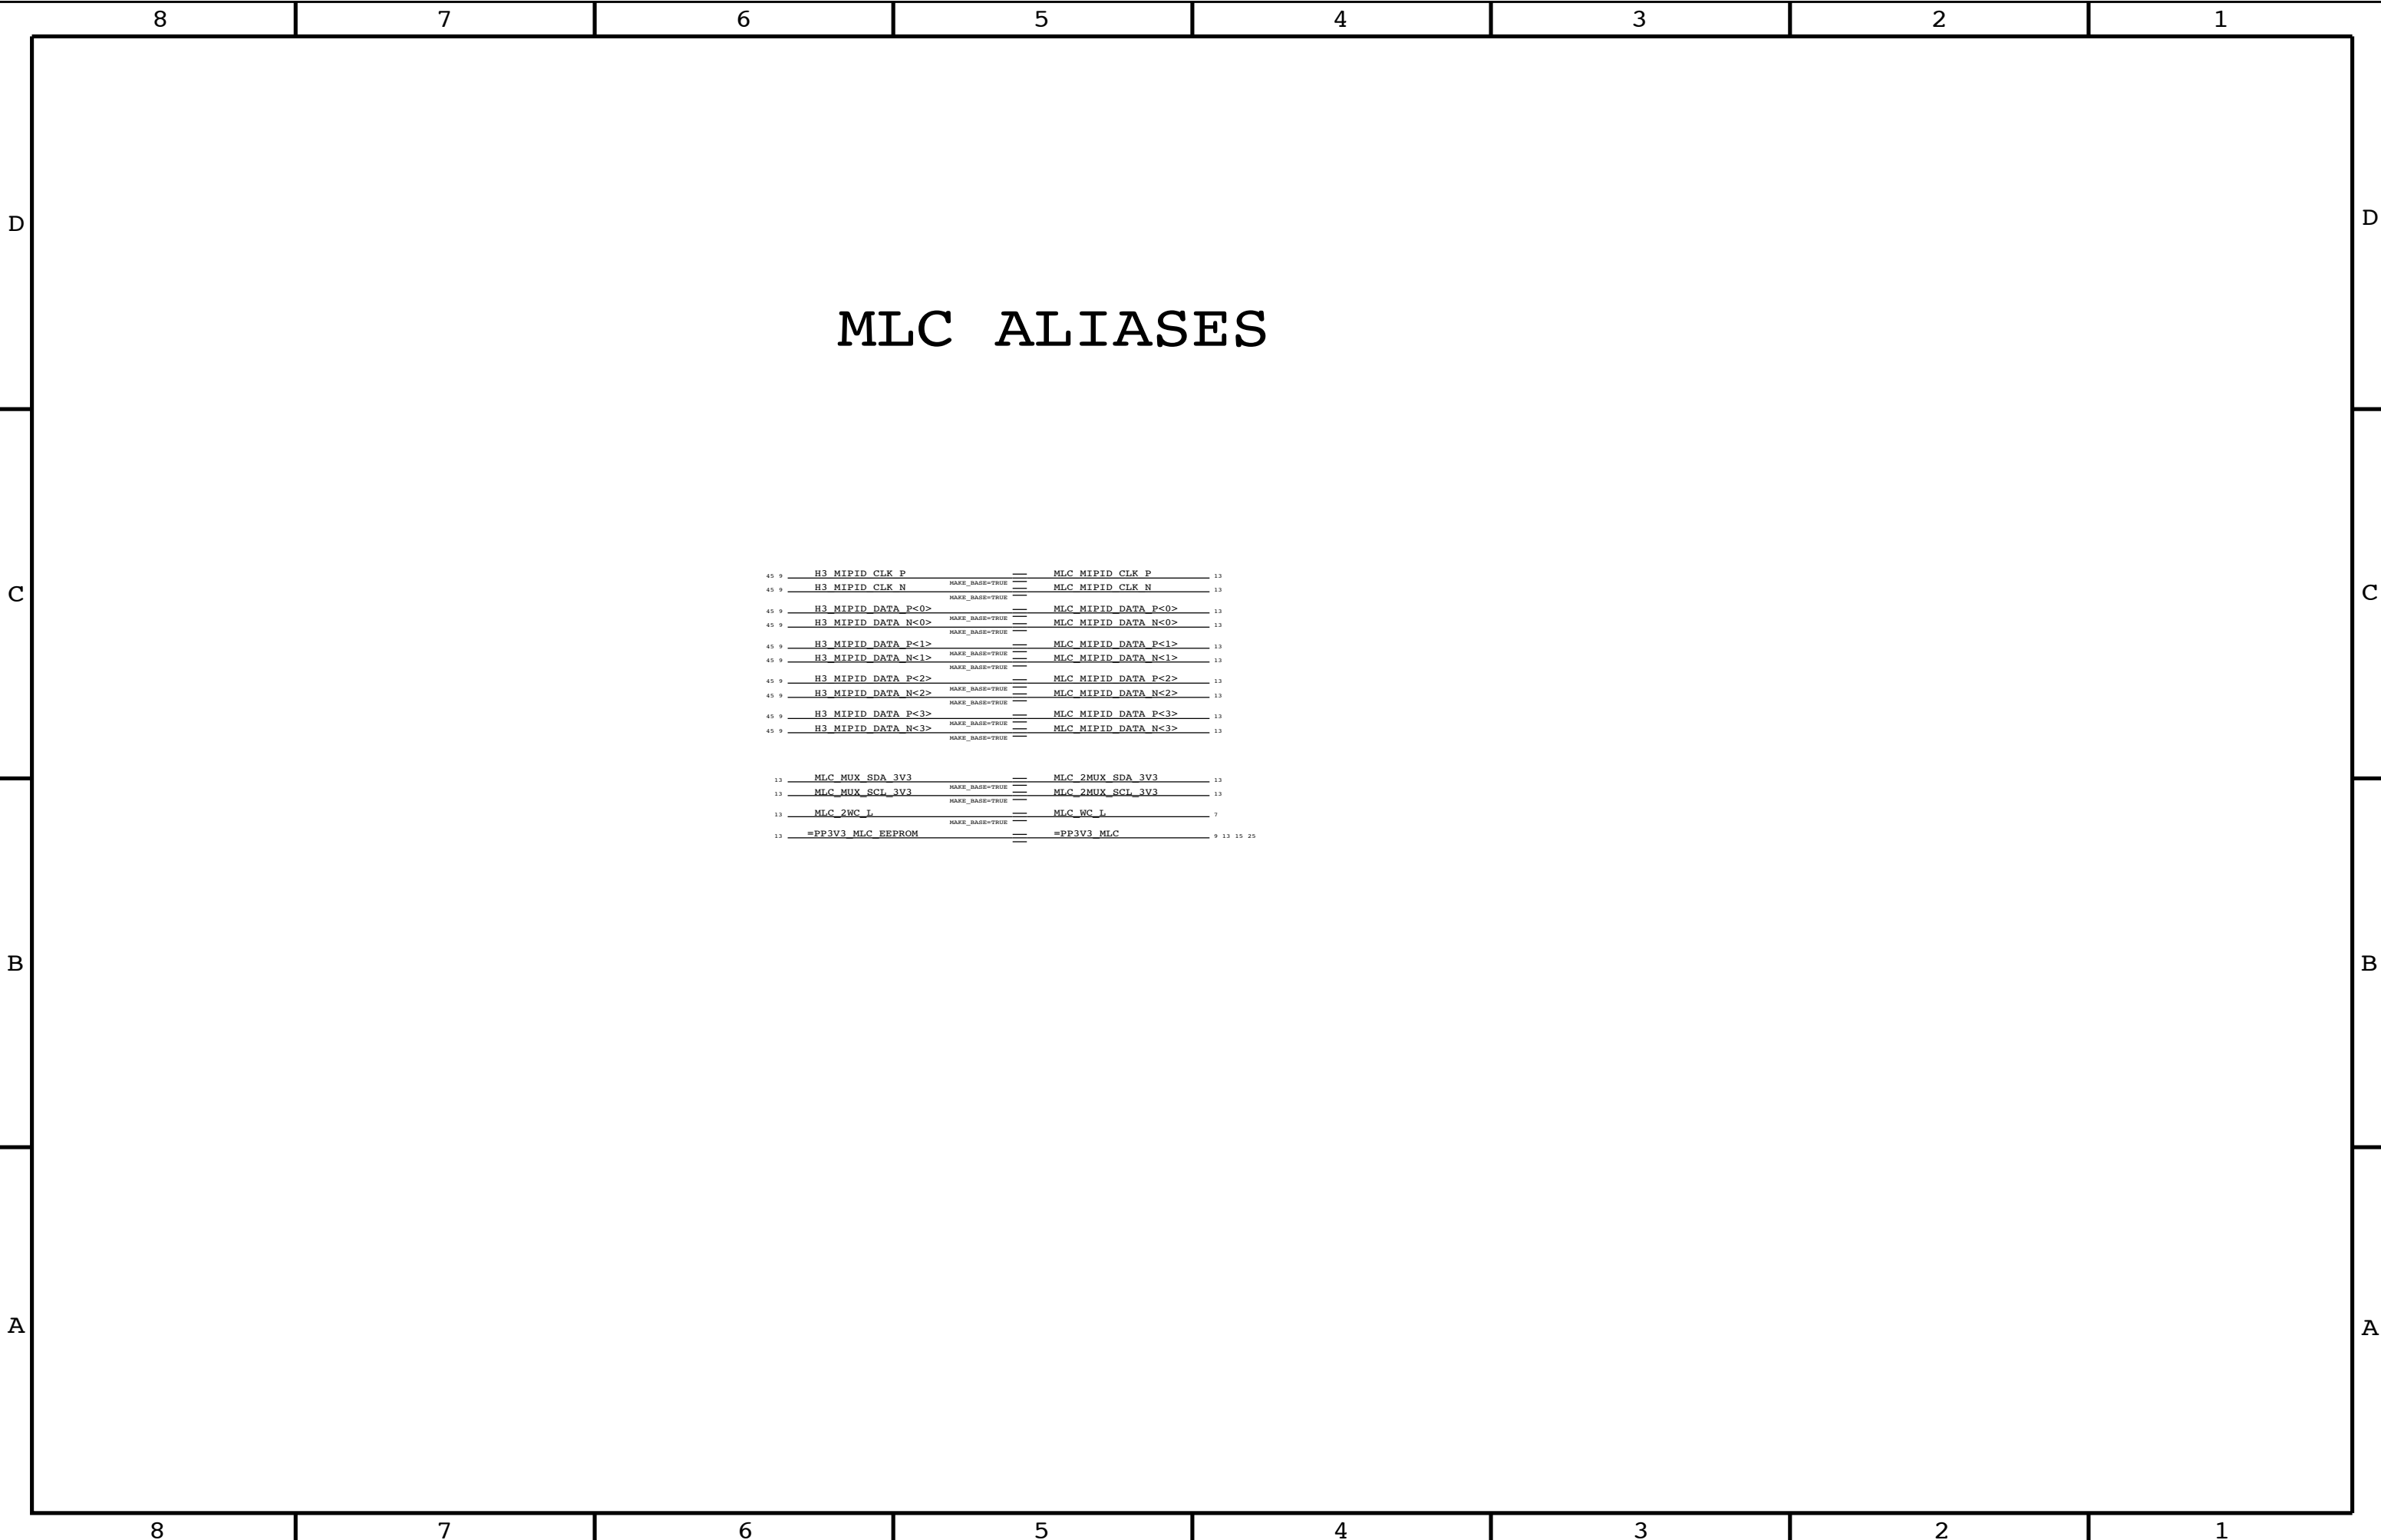 8 7 6 5 4 3 2 1
D D
MLC ALIASES
45 9 H3_MIPID_CLK_P MAKE_BASE=TRUE MLC_MIPID_CLK_P 13
45 9 H3_MIPID_CLK_N MAKE_BASE=TRUE MLC_MIPID_CLK_N 13
C C
45 9 H3_MIPID_DATA_P<0> MAKE_BASE=TRUE MLC_MIPID_DATA_P<0> 13
45 9 H3_MIPID_DATA_N<0> MAKE_BASE=TRUE MLC_MIPID_DATA_N<0> 13
45 9 H3_MIPID_DATA_P<1> MAKE_BASE=TRUE MLC_MIPID_DATA_P<1> 13
45 9 H3_MIPID_DATA_N<1> MAKE_BASE=TRUE MLC_MIPID_DATA_N<1> 13
45 9 H3_MIPID_DATA_P<2> MAKE_BASE=TRUE MLC_MIPID_DATA_P<2> 13
45 9 H3_MIPID_DATA_N<2> MAKE_BASE=TRUE MLC_MIPID_DATA_N<2> 13
45 9 H3_MIPID_DATA_P<3> MAKE_BASE=TRUE MLC_MIPID_DATA_P<3> 13
45 9 H3_MIPID_DATA_N<3> MAKE_BASE=TRUE MLC_MIPID_DATA_N<3> 13
13 MLC_MUX_SDA_3V3 MAKE_BASE=TRUE MLC_2MUX_SDA_3V3 13
13 MLC_MUX_SCL_3V3 MAKE_BASE=TRUE MLC_2MUX_SCL_3V3 13
13 MLC_2WC_L MAKE_BASE=TRUE MLC_WC_L 7
13 =PP3V3_MLC_EEPROM =PP3V3_MLC 9 13 15 25
B B
A A
8 7 6 5 4 3 2 1